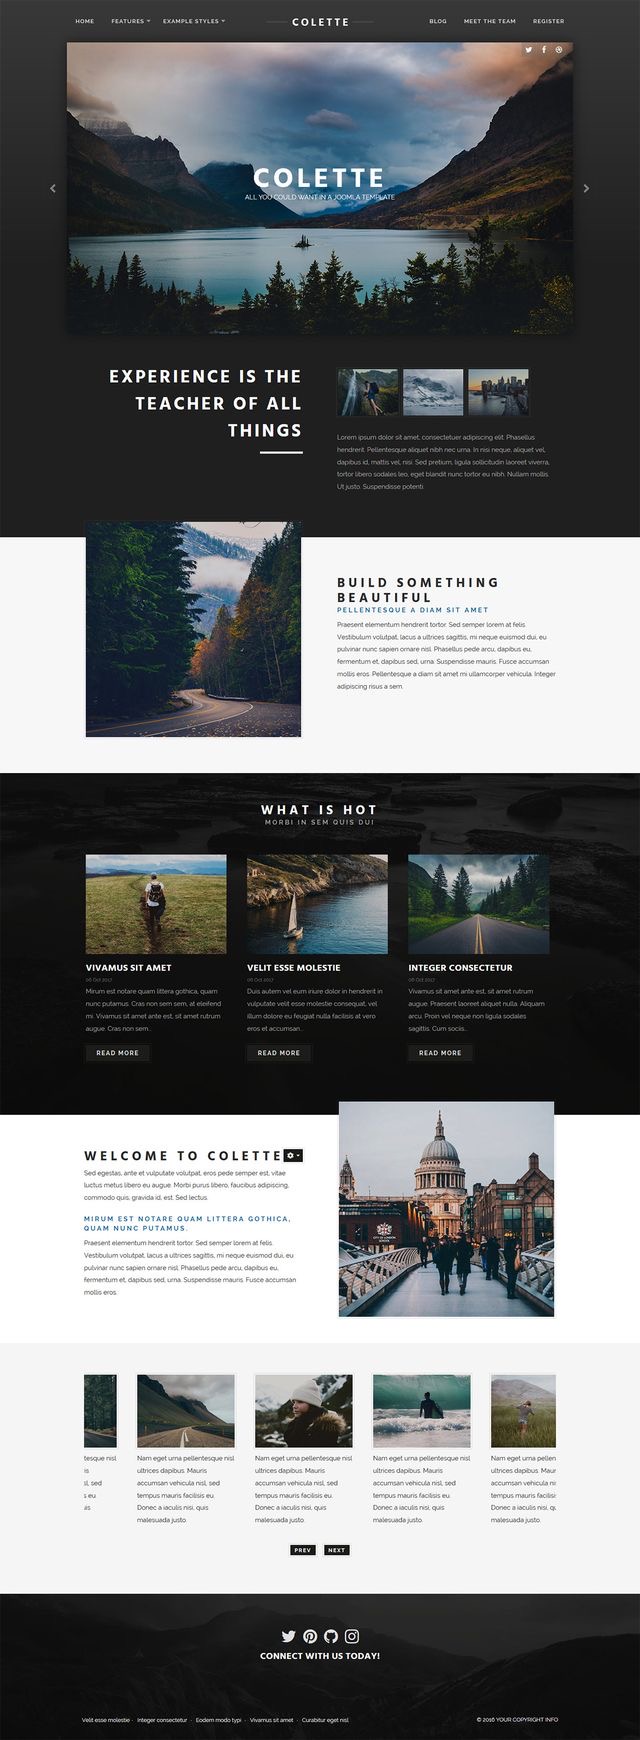 HOME FEATURES EXAMPLE STYLES COLETTE BLOG MEET THE TEAM REGISTER
COLETTE
ALL YOU COULD WANT IN A JOOMLA TEMPLATE
EXPERIENCE IS THE
TEACHER OF ALL
THINGS
Lorem ipsum dolor sit amet, consectetuer adipiscing elit. Phasellus
hendrerit. Pellentesque aliquet nibh nec urna. In nisi neque, aliquet vel,
dapibus id, mattis vel, nisi. Sed pretium, ligula sollicitudin laoreet viverra,
tortor libero sodales leo, eget blandit nunc tortor eu nibh. Nullam mollis.
Ut justo. Suspendisse potenti.
BUILD SOMETHING
BEAUTIFUL
PELLENTESQUE A DIAM SIT AMET
Praesent elementum hendrerit tortor. Sed semper lorem at felis.
Vestibulum volutpat, lacus a ultrices sagittis, mi neque euismod dui, eu
pulvinar nunc sapien ornare nisl. Phasellus pede arcu, dapibus eu,
fermentum et, dapibus sed, urna. Suspendisse mauris. Fusce accumsan
mollis eros. Pellentesque a diam sit amet mi ullamcorper vehicula. Integer
adipiscing risus a sem.
WHAT IS HOT
MORBI IN SEM QUIS DUI
VIVAMUS SIT AMET
06 Oct 2017
Mirum est notare quam littera gothica, quam
nunc putamus. Cras non sem sem, at eleifend
mi. Vivamus sit amet ante est, sit amet rutrum
augue. Cras non sem...
READ MORE
VELIT ESSE MOLESTIE
06 Oct 2017
Duis autem vel eum iriure dolor in hendrerit in
vulputate velit esse molestie consequat, vel
illum dolore eu feugiat nulla facilisis at vero
eros et accumsan...
READ MORE
INTEGER CONSECTETUR
06 Oct 2017
Vivamus sit amet ante est, sit amet rutrum
augue. Praesent laoreet aliquet nulla. Aliquam
arcu. Proin vel neque non ligula sodales
sagittis. Cum sociis...
READ MORE
WELCOME TO COLETTE
Sed egestas, ante et vulputate volutpat, eros pede semper est, vitae
luctus metus libero eu augue. Morbi purus libero, faucibus adipiscing,
commodo quis, gravida id, est. Sed lectus.
MIRUM EST NOTARE QUAM LITTERA GOTHICA,
QUAM NUNC PUTAMUS.
Praesent elementum hendrerit tortor. Sed semper lorem at felis.
Vestibulum volutpat, lacus a ultrices sagittis, mi neque euismod dui, eu
pulvinar nunc sapien ornare nisl. Phasellus pede arcu, dapibus eu,
fermentum et, dapibus sed, urna. Suspendisse mauris. Fusce accumsan
mollis eros.
CITY OF LONDON
SCHOOL
tesque nisl
is
sl, sed
s eu
uis
Nam eget urna pellentesque nisl
ultrices dapibus. Mauris
accumsan vehicula nisl, sed
tempus mauris facilisis eu.
Donec a iaculis nisi, quis
malesuada justo.
Nam eget urna pellentesque nisl
ultrices dapibus. Mauris
accumsan vehicula nisl, sed
tempus mauris facilisis eu.
Donec a iaculis nisi, quis
malesuada justo.
Nam eget urna pellentesque nisl
ultrices dapibus. Mauris
accumsan vehicula nisl, sed
tempus mauris facilisis eu.
Donec a iaculis nisi, quis
malesuada justo.
Nam eget urna pellen
ultrices dapibus. Maur
accumsan vehicula ni
tempus mauris facilisi
Donec a iaculis nisi, qu
malesuada justo.
PREV NEXT
CONNECT WITH US TODAY!
Velit esse molestie - Integer consectetur - Eodem modo typi - Vivamus sit amet - Curabitur eget nisl © 2016 YOUR COPYRIGHT INFO